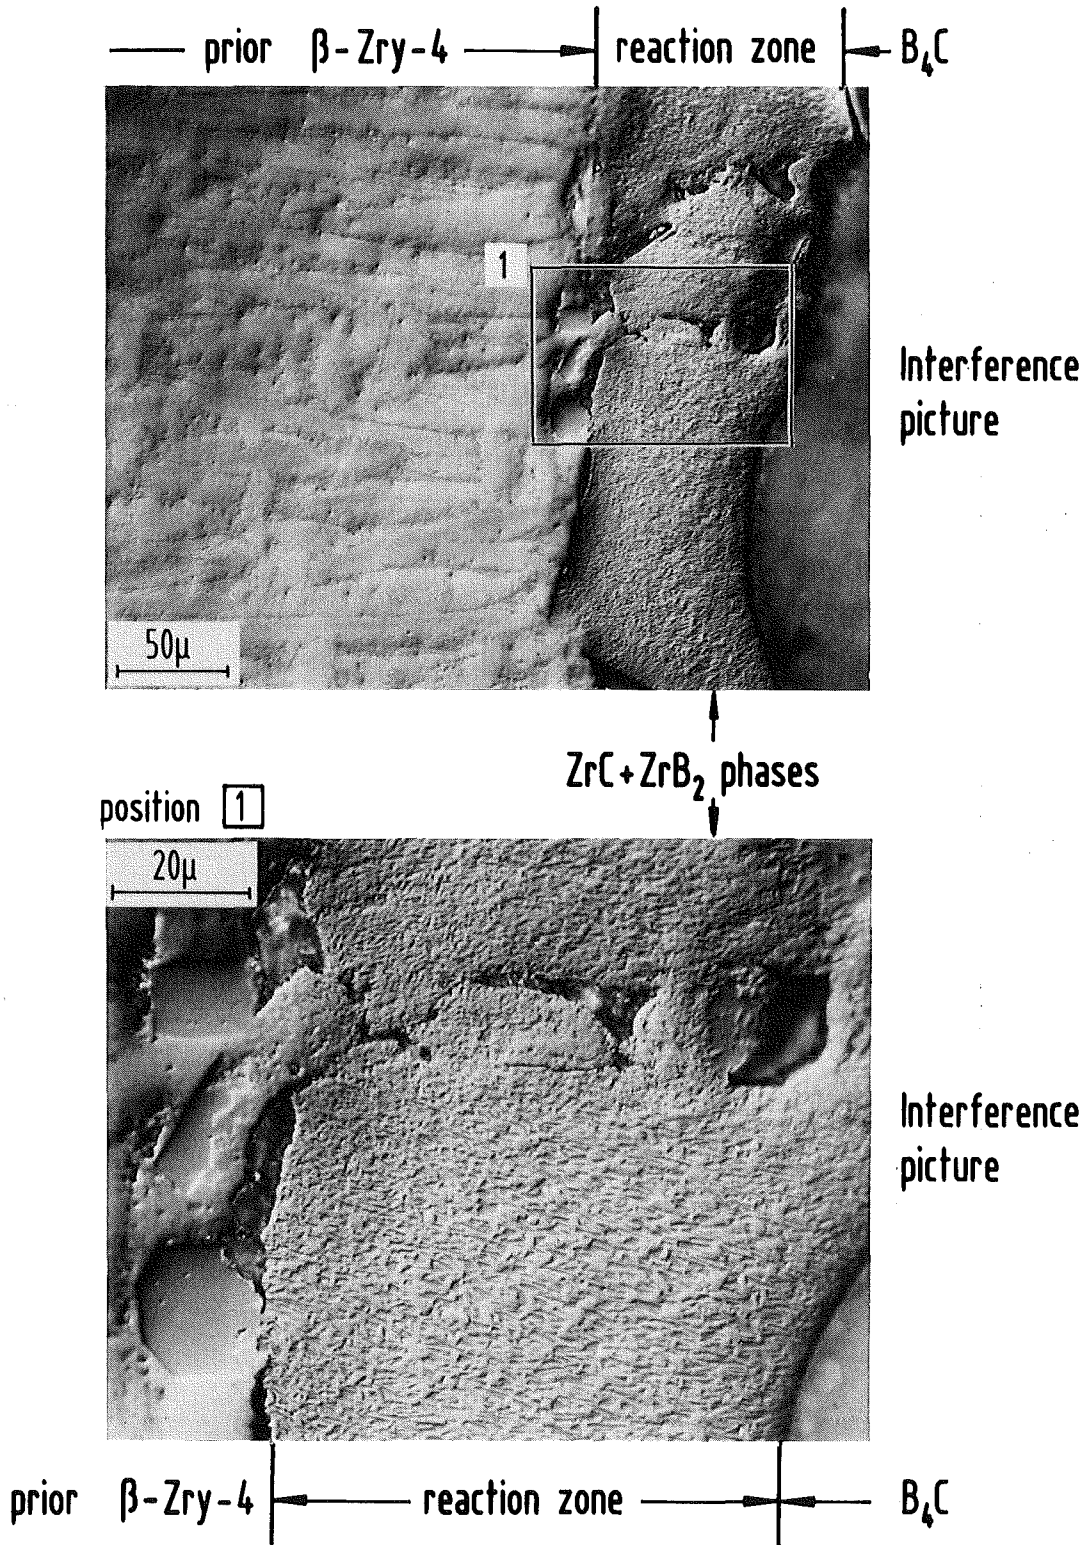 prior β-Zry-4 reaction zone B₄C
1
Interference
picture
50μ
ZrC+ZrB₂ phases
position 1
20μ
Interference
picture
prior β-Zry-4 reaction zone B₄C